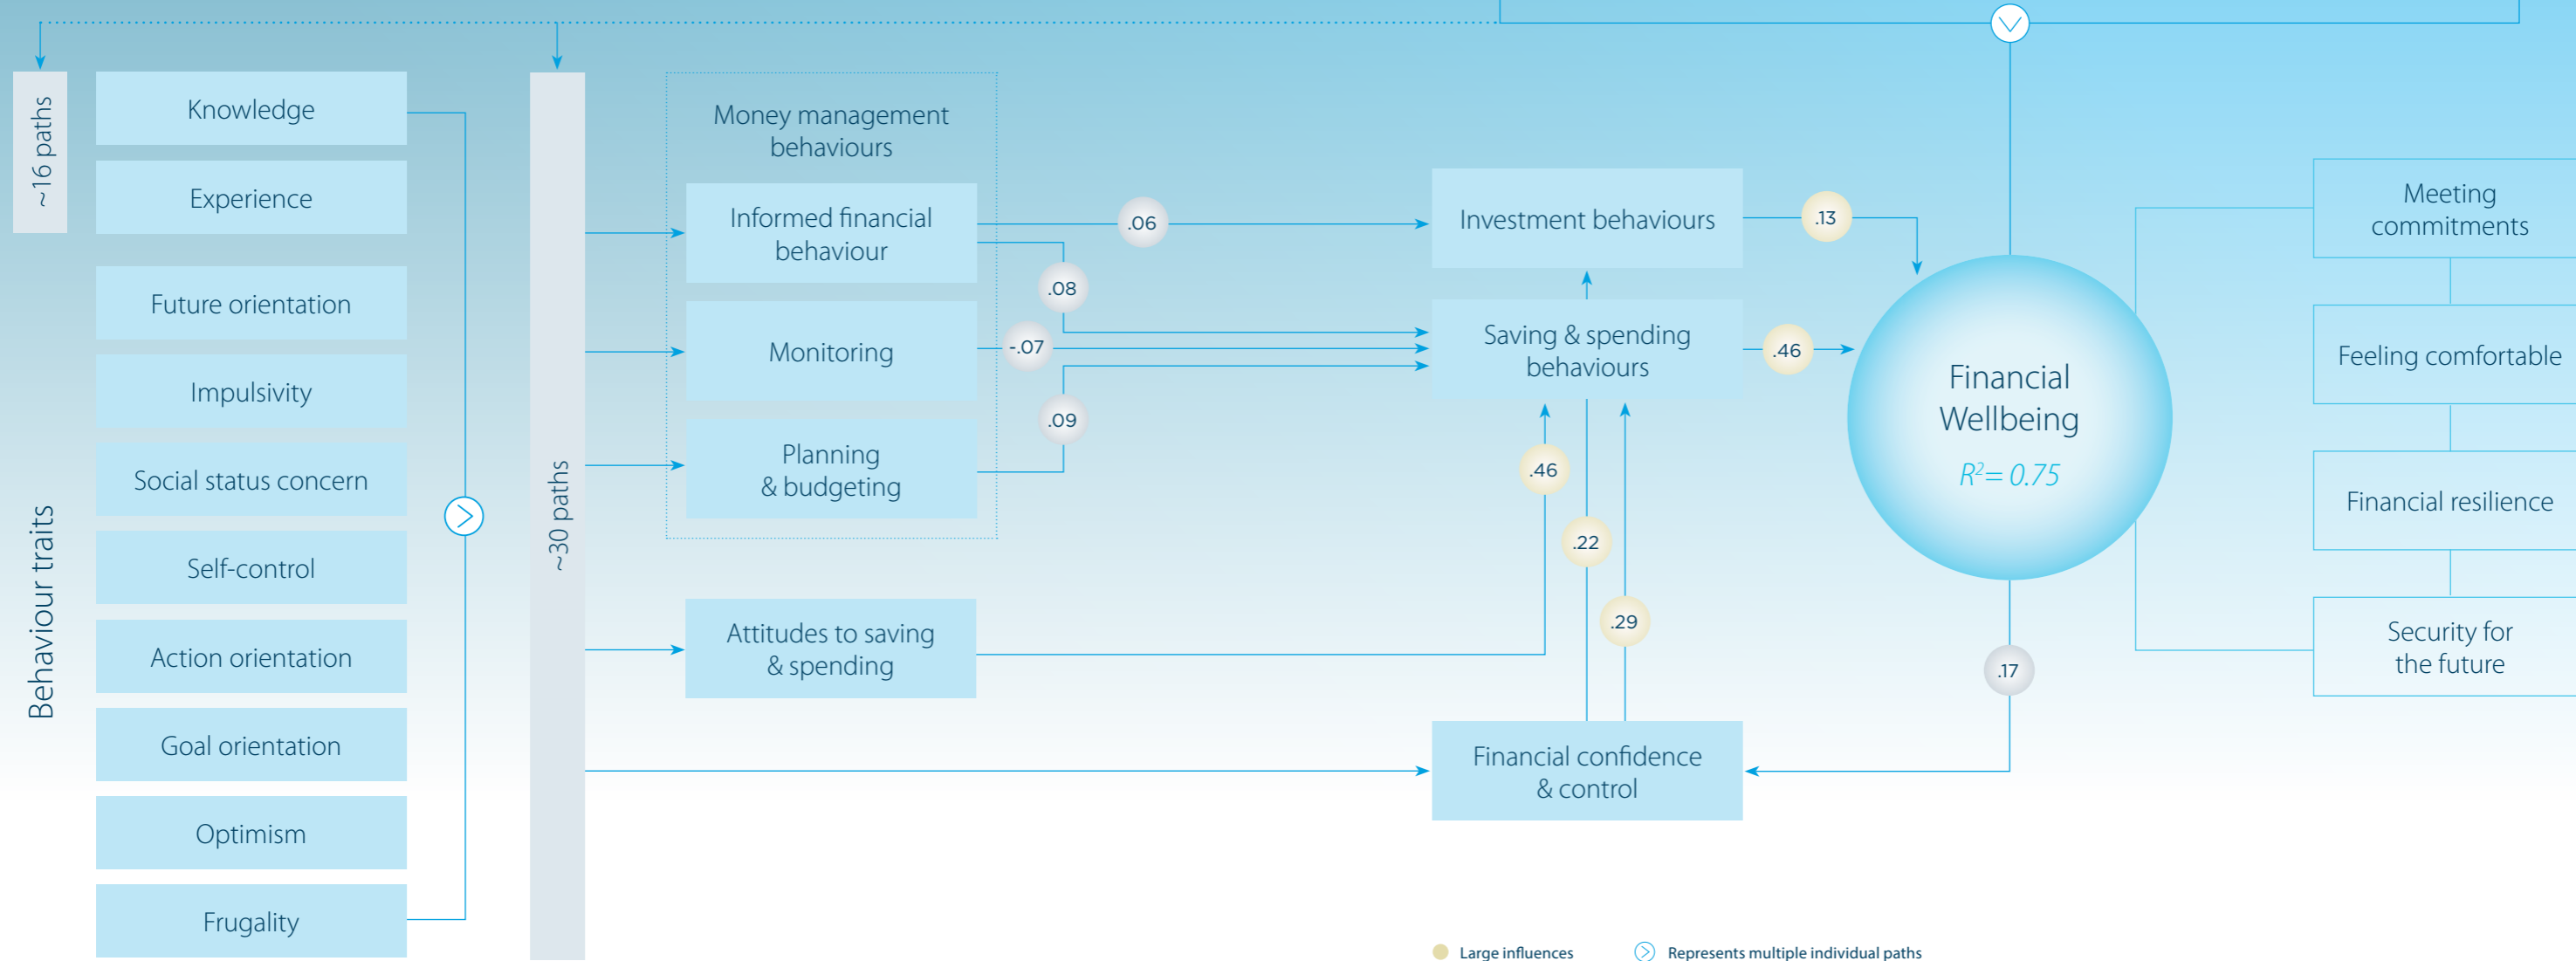 ~16 paths
Knowledge
Experience
Behaviour traits
Future orientation
Impulsivity
Social status concern
Self-control
Action orientation
Goal orientation
Optimism
Frugality
~30 paths
Money management
behaviours
Informed financial
behaviour
Monitoring
Planning
& budgeting
Attitudes to saving
& spending
.06
.08
-.07
.09
Investment behaviours
Saving & spending
behaviours
.46
.22
.29
Financial confidence
& control
.13
.46
Financial
Wellbeing
R²= 0.75
.17
Meeting
commitments
Feeling comfortable
Financial resilience
Security for
the future
Large influences
Represents multiple individual paths